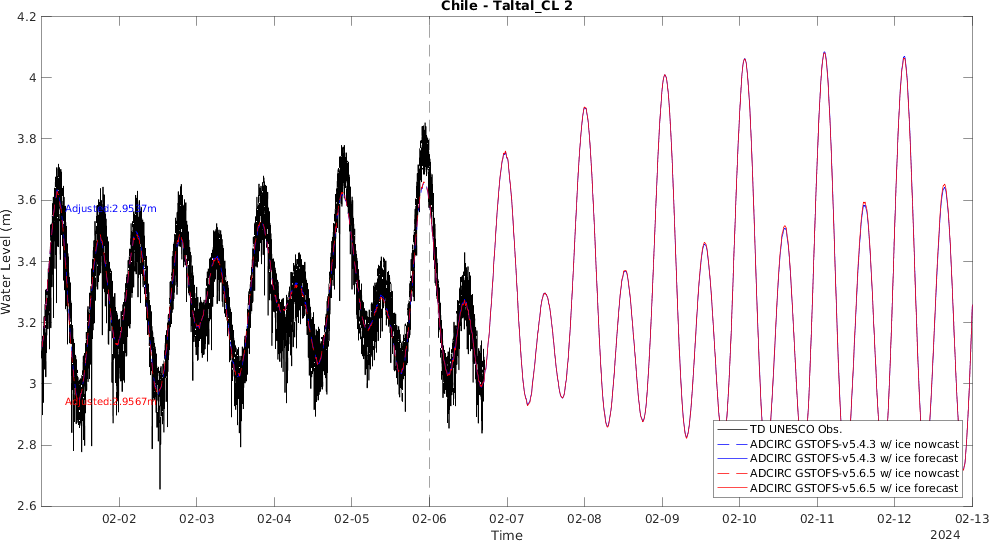 Chile - Taltal_CL 2
4.2
4
3.8
3.6
3.4
3.2
3
2.8
2.6
Water Level (m)
Adjusted:2.9567m
02-02
02-03
02-04
02-05
02-06
02-07
02-08
02-09
02-10
02-11
02-12
02-13
Time
2024
TD UNESCO Obs.
ADCIRC GSTOFS-v5.4.3 w/ ice nowcast
ADCIRC GSTOFS-v5.4.3 w/ ice forecast
ADCIRC GSTOFS-v5.6.5 w/ ice nowcast
ADCIRC GSTOFS-v5.6.5 w/ ice forecast